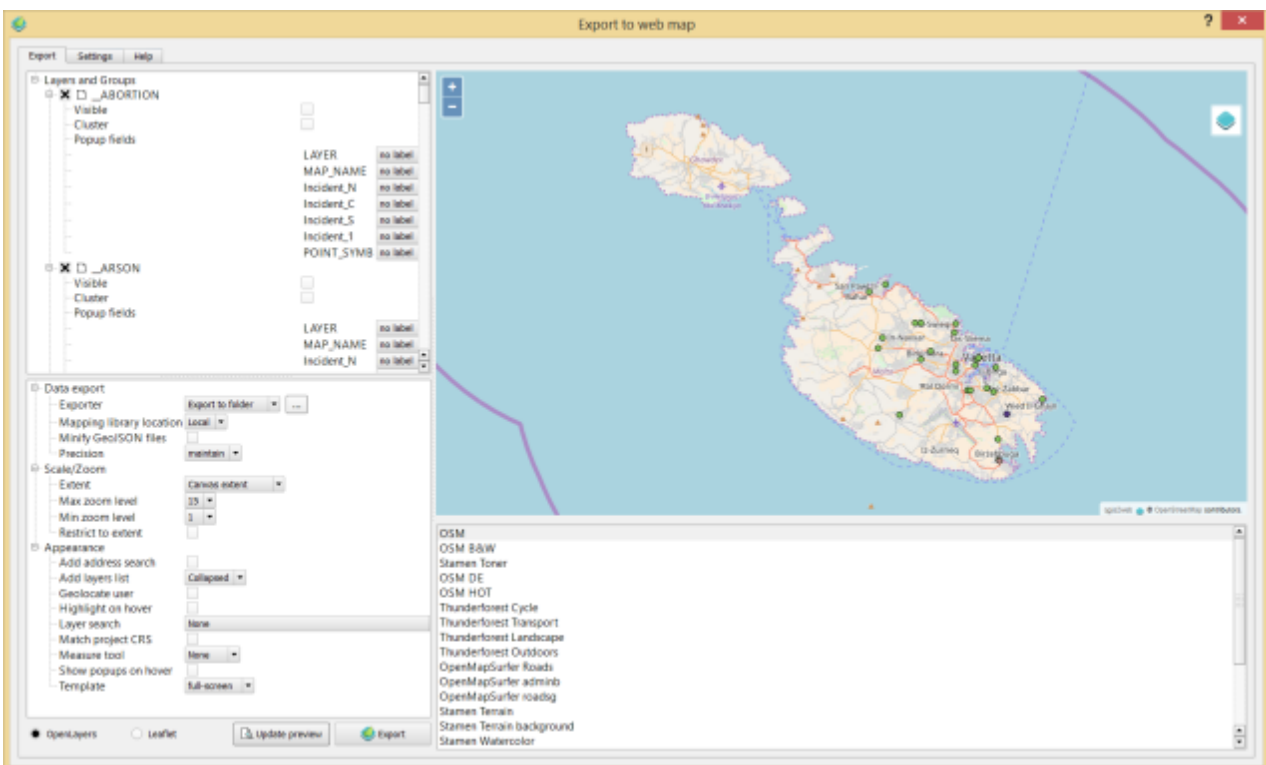 Export to web map
?
Export Settings Help
Layers and Groups
_ABORTION
Visible
Cluster
Popup fields
LAYER no label
MAP_NAME no label
Incident_N no label
Incident_C no label
Incident_S no label
Incident_1 no label
POINT_SYMB no label
_ARSON
Visible
Cluster
Popup fields
LAYER no label
MAP_NAME no label
Incident_N no label
Data export
Exporter Export to folder ...
Mapping library location Local
Minify GeoJSON files
Precision maintain
Scale/Zoom
Extent Canvas extent
Max zoom level 15
Min zoom level 1
Restrict to extent
Appearance
Add address search
Add layers list Collapsed
Geolocate user
Highlight on hover
Layer search None
Match project CRS
Measure tool None
Show popups on hover
Template full-screen
OpenLayers Leaflet Update preview Export
+
-
Valletta
Birżebbuġa
qgis2web © OpenStreetMap contributors.
OSM
OSM B&W
Stamen Toner
OSM DE
OSM HOT
Thunderforest Cycle
Thunderforest Transport
Thunderforest Landscape
Thunderforest Outdoors
OpenMapSurfer Roads
OpenMapSurfer adminb
OpenMapSurfer roadsg
Stamen Terrain
Stamen Terrain background
Stamen Watercolor